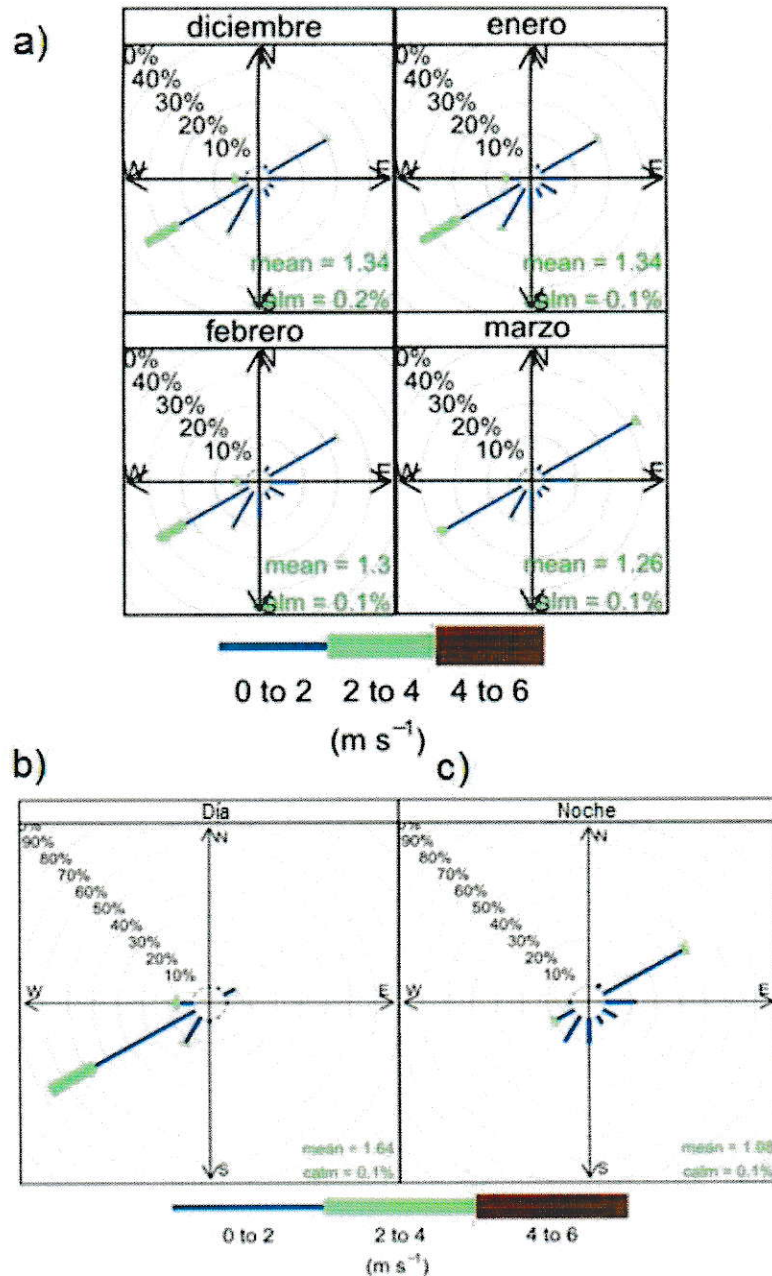 a)
diciembre
enero
0%
40%
30%
20%
10%
N
W
E
S
mean = 1.34
calm = 0.2%
0%
40%
30%
20%
10%
N
W
E
S
mean = 1.34
calm = 0.1%
febrero
marzo
0%
40%
30%
20%
10%
N
W
E
S
mean = 1.3
calm = 0.1%
0%
40%
30%
20%
10%
N
W
E
S
mean = 1.26
calm = 0.1%
0 to 2 2 to 4 4 to 6
(m s⁻¹)
b)
c)
Día
Noche
0%
90%
80%
70%
60%
50%
40%
30%
20%
10%
W
E
S
mean = 1.64
calm = 0.1%
0%
90%
80%
70%
60%
50%
40%
30%
20%
10%
W
E
S
calm = 0.1%
0 to 2 2 to 4 4 to 6
(m s⁻¹)